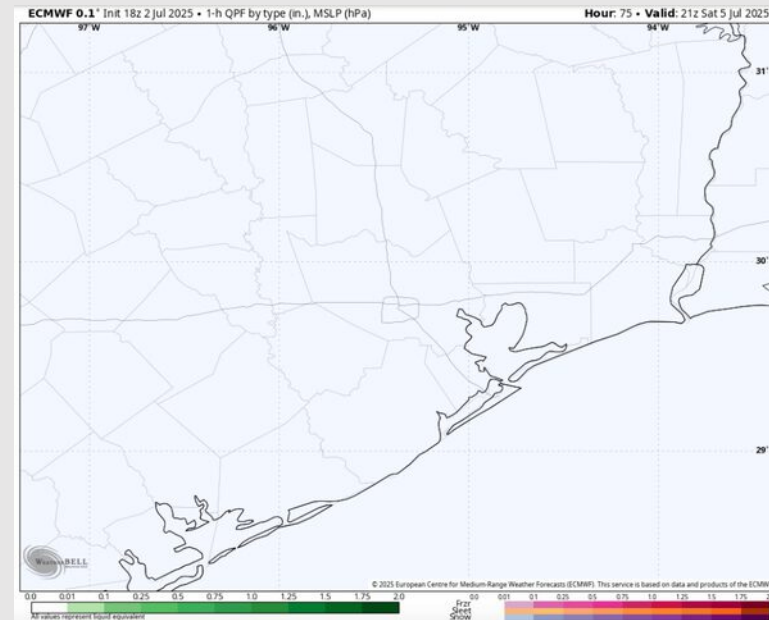 ECMWF 0.1° Init 18z 2 Jul 2025 • 1-h QPF by type (in.), MSLP (hPa) Hour: 75 • Valid: 21z Sat 5 Jul 2025
97°W 96°W 95°W 94°W
31°
30°
29°
WeatherBELL
© 2025 European Centre for Medium-Range Weather Forecasts (ECMWF). This service is based on data and products of the ECMW
0.0 0.01 0.1 0.25 0.5 0.75 1.0 1.25 1.5 1.75 2.0 0.0 0.01 0.1 0.25 0.5 0.75 1.0 1.25 1.5 1.75 2.
Frzr
Sleet
Snow
All values represent liquid equivalent